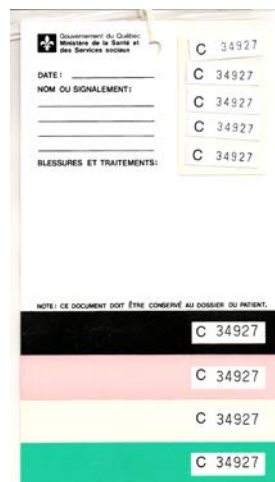 Gouvernement du Québec
Ministère de la Santé et
des Services sociaux
C 34927
C 34927
C 34927
C 34927
C 34927
DATE:
NOM OU SIGNALEMENT:
BLESSURES ET TRAITEMENTS:
NOTE: CE DOCUMENT DOIT ÊTRE CONSERVÉ AU DOSSIER DU PATIENT.
C 34927
C 34927
C 34927
C 34927